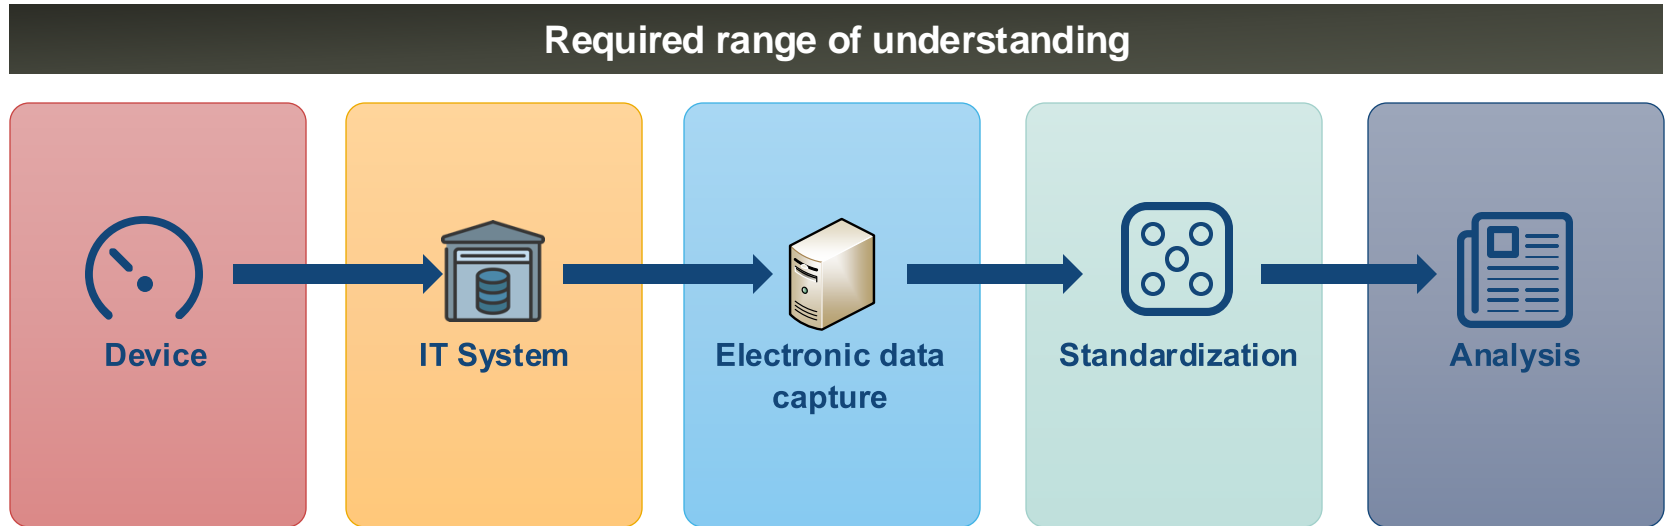 Required range of understanding
Device
IT System
Electronic data
capture
Standardization
Analysis